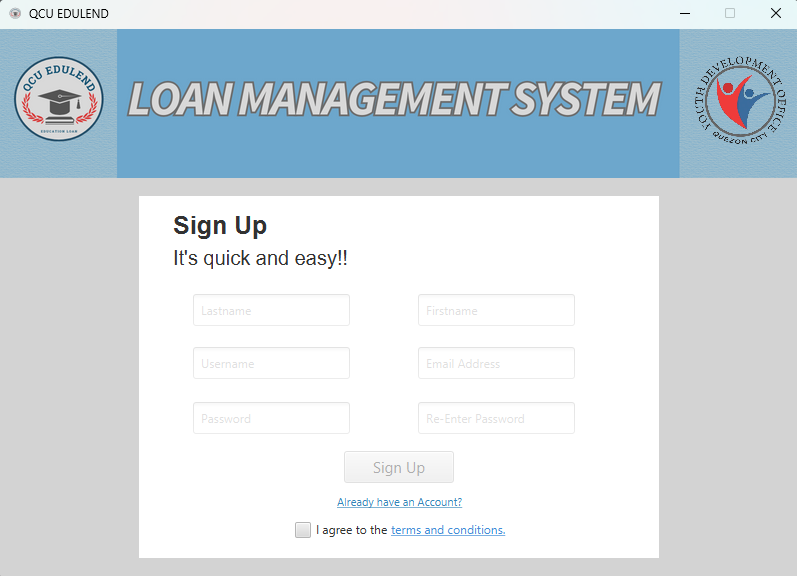 QCU EDULEND
QCU EDULEND
EDUCATION LOAN
LOAN MANAGEMENT SYSTEM
YOUTH DEVELOPMENT OFFICE
QUEZON CITY
Sign Up
It's quick and easy!!
Lastname
Firstname
Username
Email Address
Password
Re-Enter Password
Sign Up
Already have an Account?
I agree to the terms and conditions.